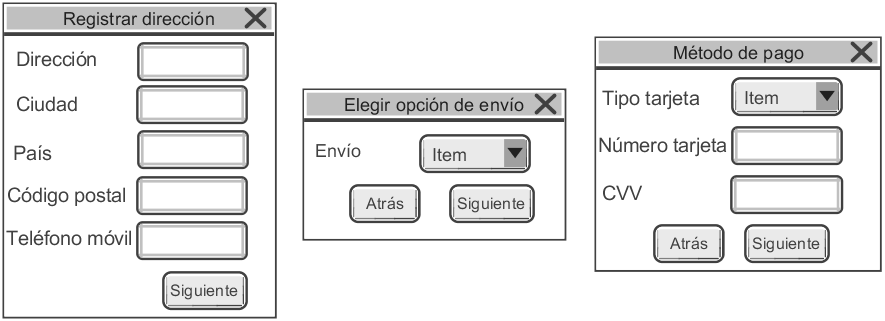 Registrar dirección
Dirección
Ciudad
País
Código postal
Teléfono móvil
Siguiente
Elegir opción de envío
Envío
Item
Atrás
Siguiente
Método de pago
Tipo tarjeta
Item
Número tarjeta
CVV
Atrás
Siguiente